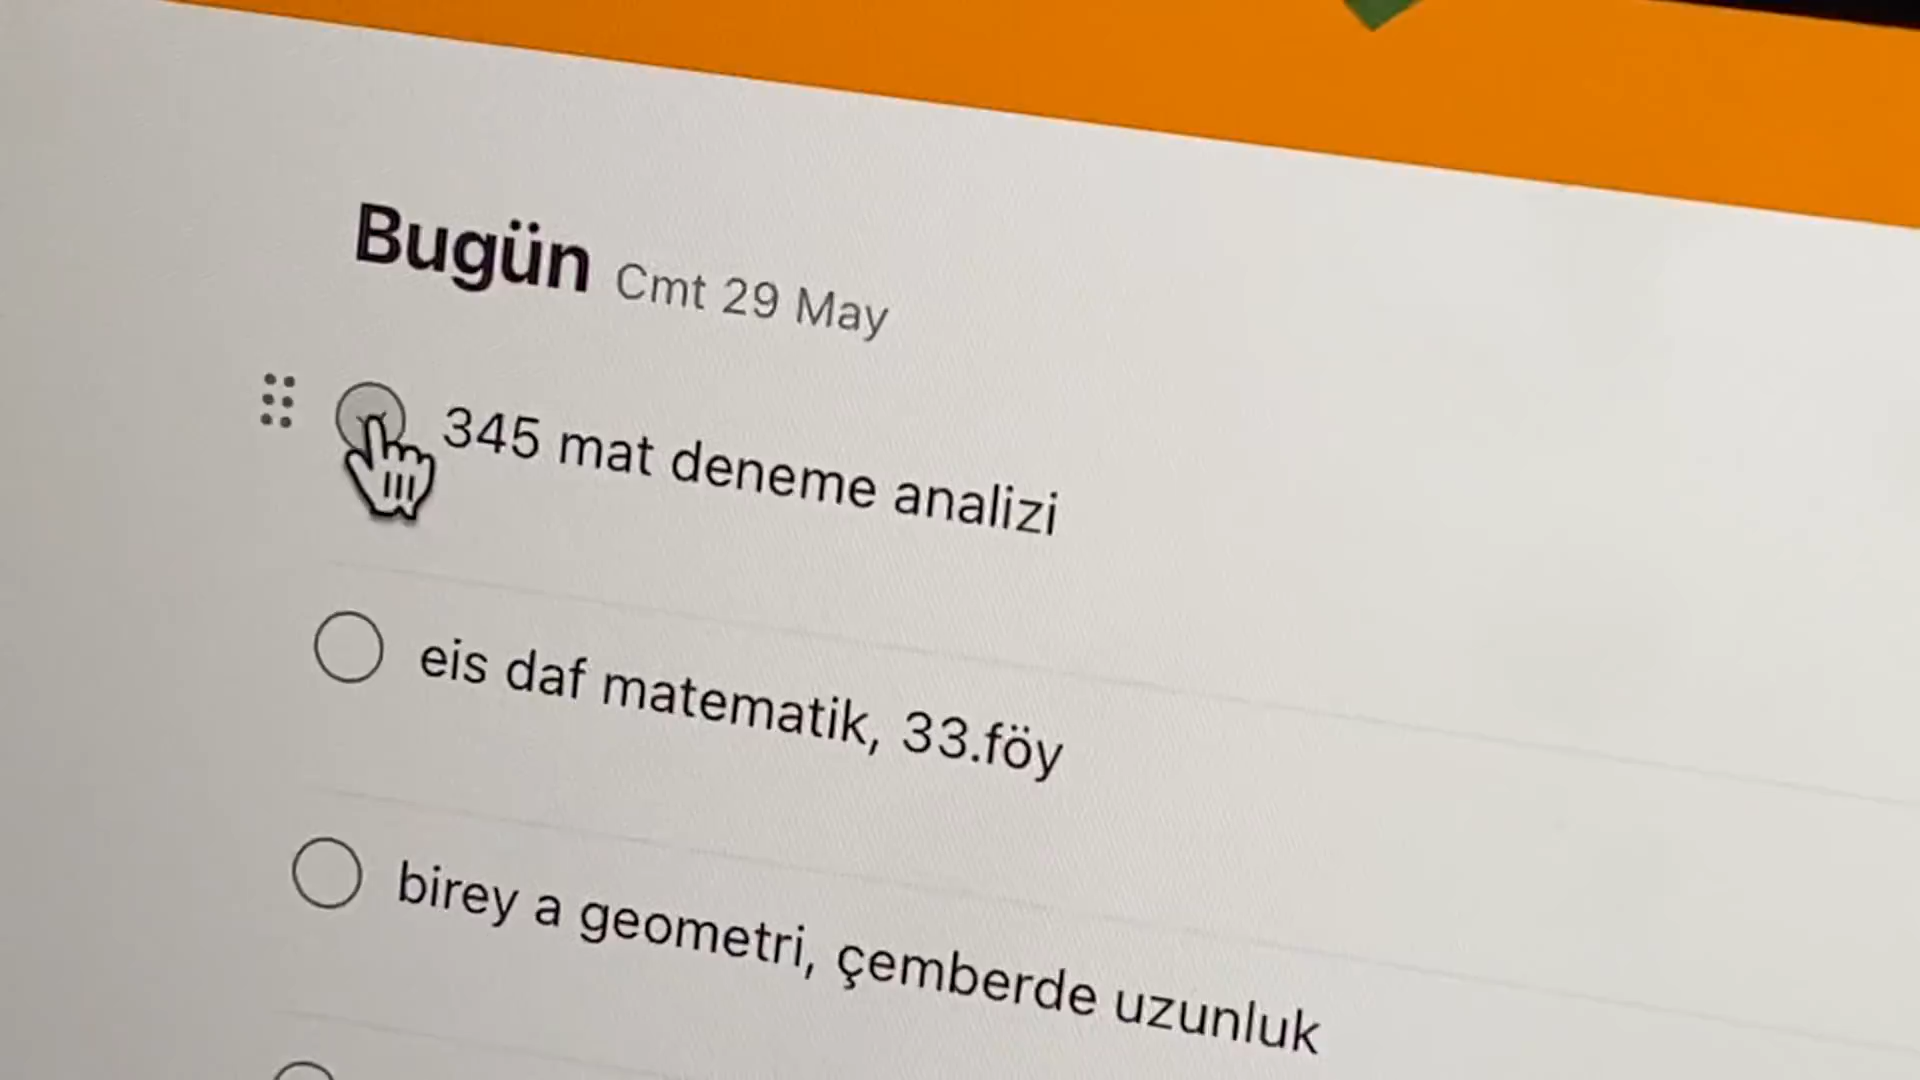 Bugün Cmt 29 May
345 mat deneme analizi
eis daf matematik, 33.föy
birey a geometri, çemberde uzunluk